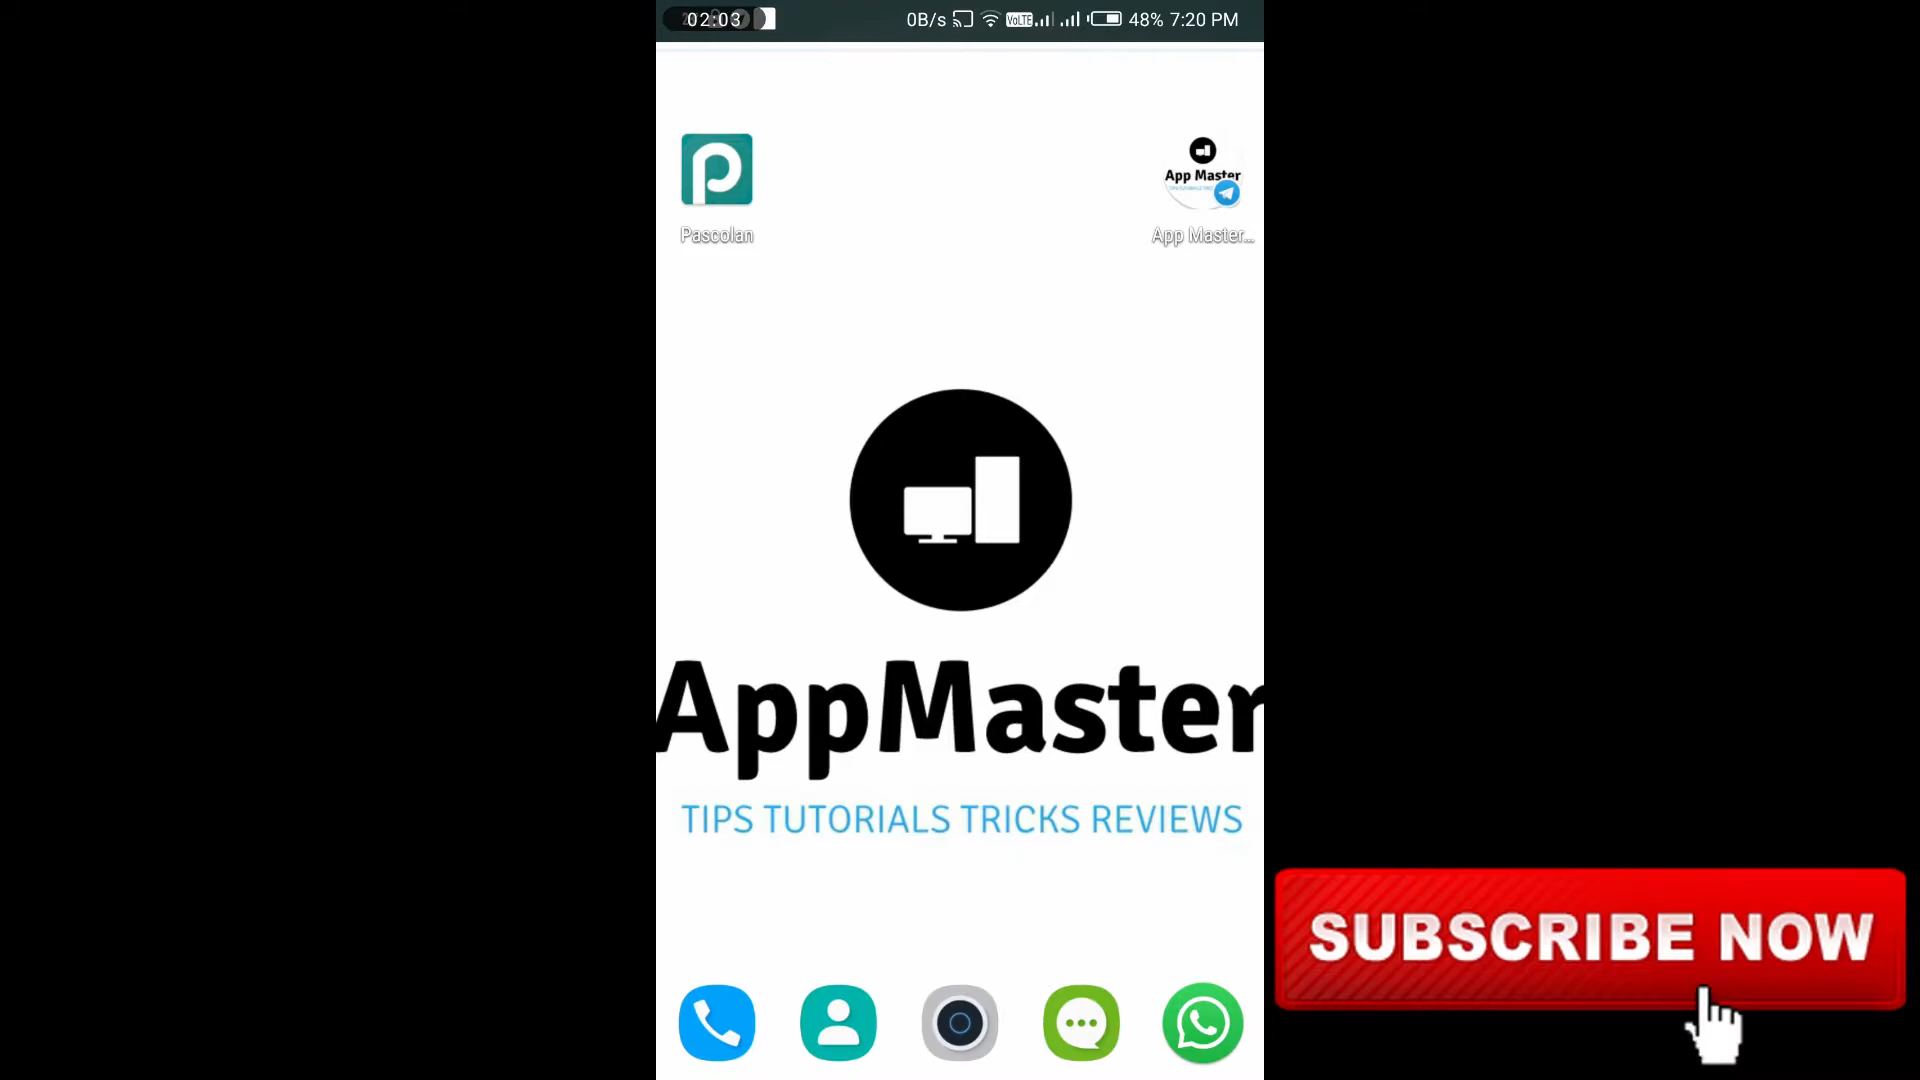 02:03 0B/s VoLTE 48% 7:20 PM
App Master
Pascolan App Master...
AppMaster
TIPS TUTORIALS TRICKS REVIEWS
SUBSCRIBE NOW